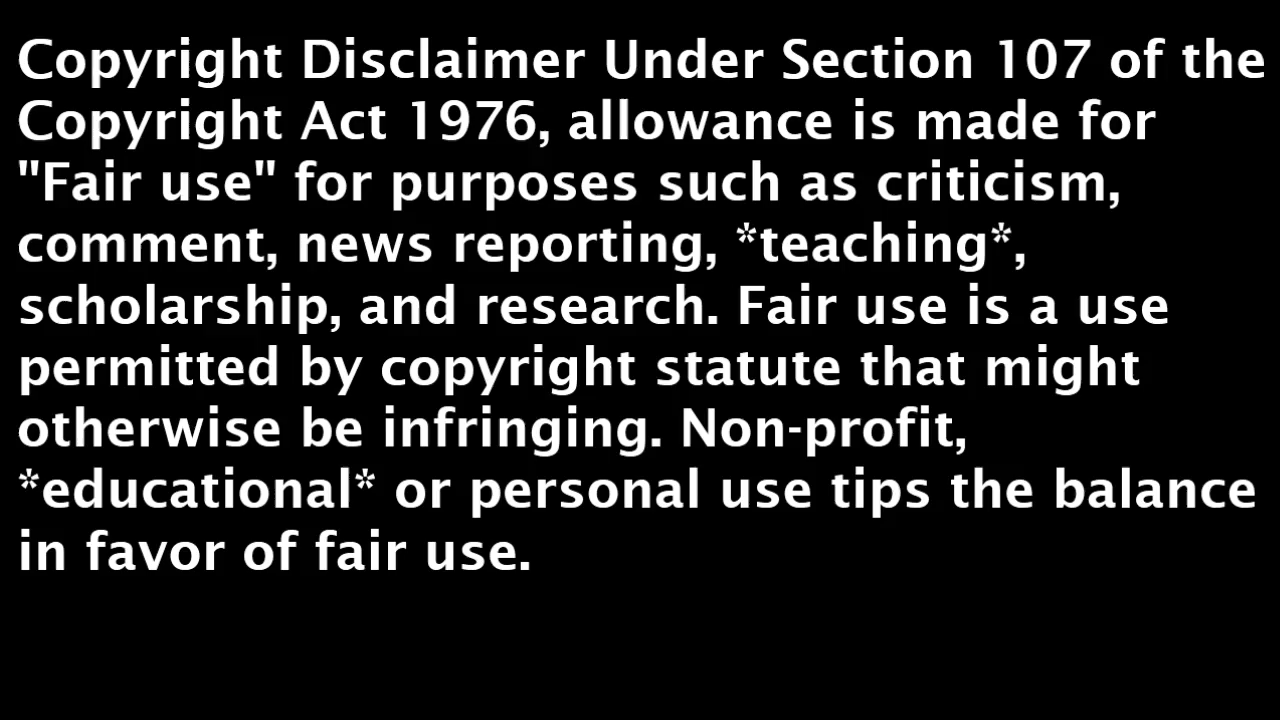 Copyright Disclaimer Under Section 107 of the
Copyright Act 1976, allowance is made for
"Fair use" for purposes such as criticism,
comment, news reporting, *teaching*,
scholarship, and research. Fair use is a use
permitted by copyright statute that might
otherwise be infringing. Non-profit,
*educational* or personal use tips the balance
in favor of fair use.